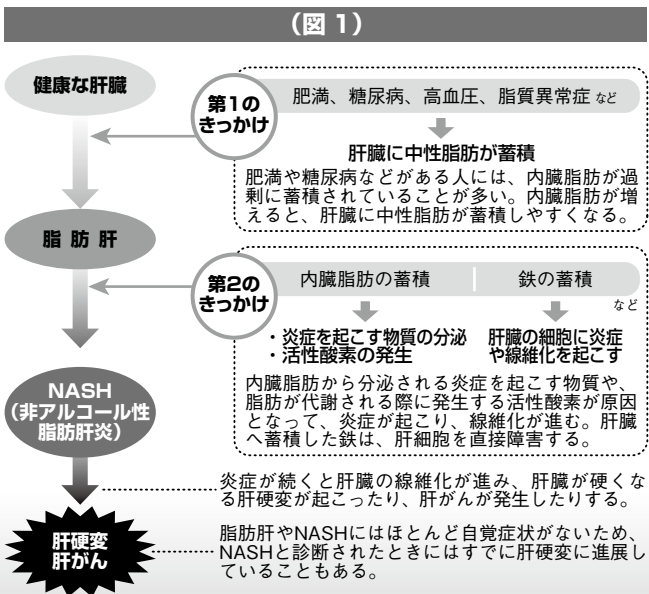 （図 1）
健康な肝臓
第1の
きっかけ
肥満、糖尿病、高血圧、脂質異常症 など
肝臓に中性脂肪が蓄積
肥満や糖尿病などがある人には、内臓脂肪が過
剰に蓄積されていることが多い。内臓脂肪が増
えると、肝臓に中性脂肪が蓄積しやすくなる。
脂 肪 肝
第2の
きっかけ
内臓脂肪の蓄積
鉄の蓄積
など
・炎症を起こす物質の分泌
・活性酸素の発生
肝臓の細胞に炎症
や線維化を起こす
内臓脂肪から分泌される炎症を起こす物質や、
脂肪が代謝される際に発生する活性酸素が原因
となって、炎症が起こり、線維化が進む。肝臓
へ蓄積した鉄は、肝細胞を直接障害する。
NASH
（非アルコール性
脂肪肝炎）
炎症が続くと肝臓の線維化が進み、肝臓が硬くな
る肝硬変が起こったり、肝がんが発生したりする。
肝硬変
肝がん
脂肪肝やNASHにはほとんど自覚症状がないため、
NASHと診断されたときにはすでに肝硬変に進展し
ていることもある。